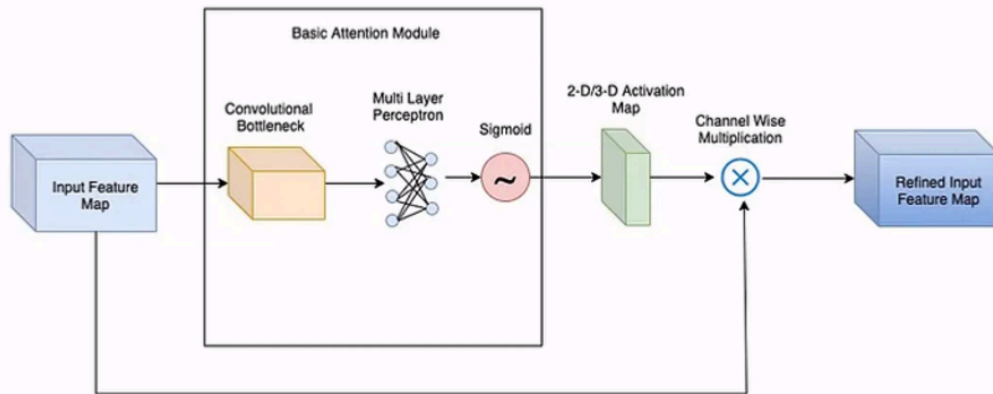 Basic Attention Module
Convolutional
Bottleneck
Multi Layer
Perceptron
Sigmoid
~
2-D/3-D Activation
Map
Channel Wise
Multiplication
Input Feature
Map
Refined Input
Feature Map